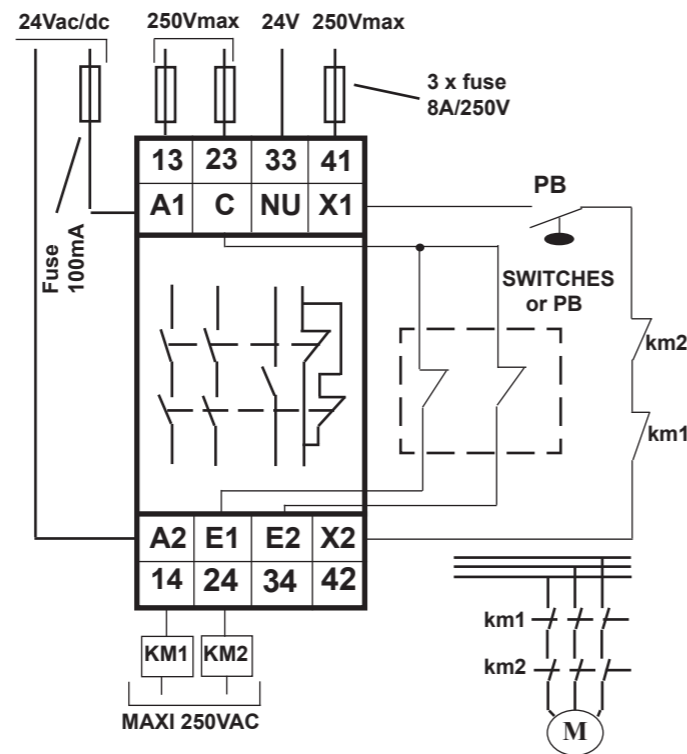 24Vac/dc 250Vmax 24V 250Vmax
3 x fuse
8A/250V
13 23 33 41
A1 C NU X1
PB
Fuse
100mA
SWITCHES
or PB
km2
km1
A2 E1 E2 X2
14 24 34 42
km1
KM1 KM2
km2
MAXI 250VAC
M